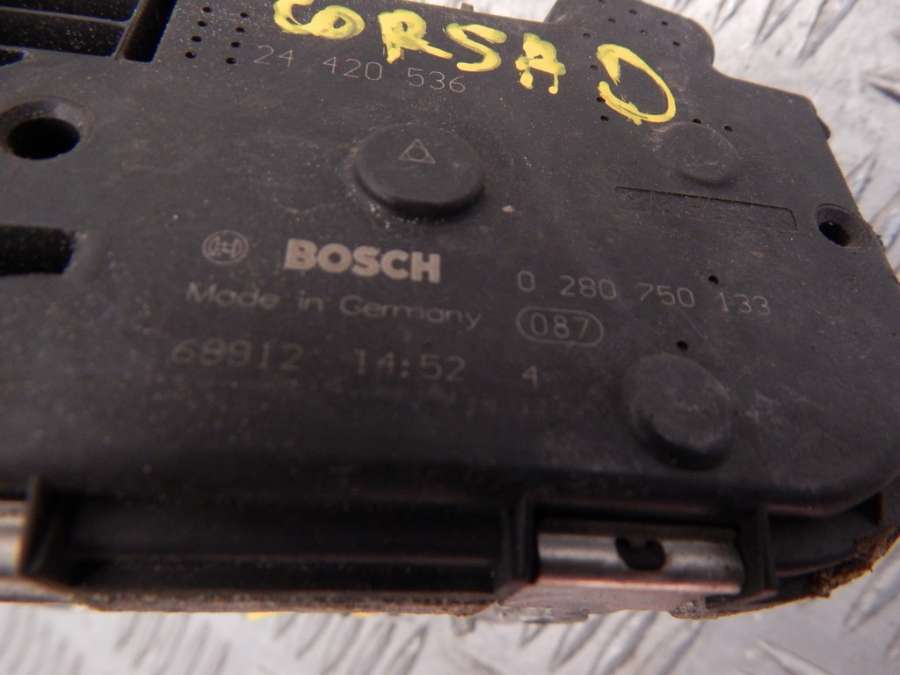 CORSA D
24 420 536
BOSCH
0 280 750 133
Made in Germany
087
68912 14:52 4